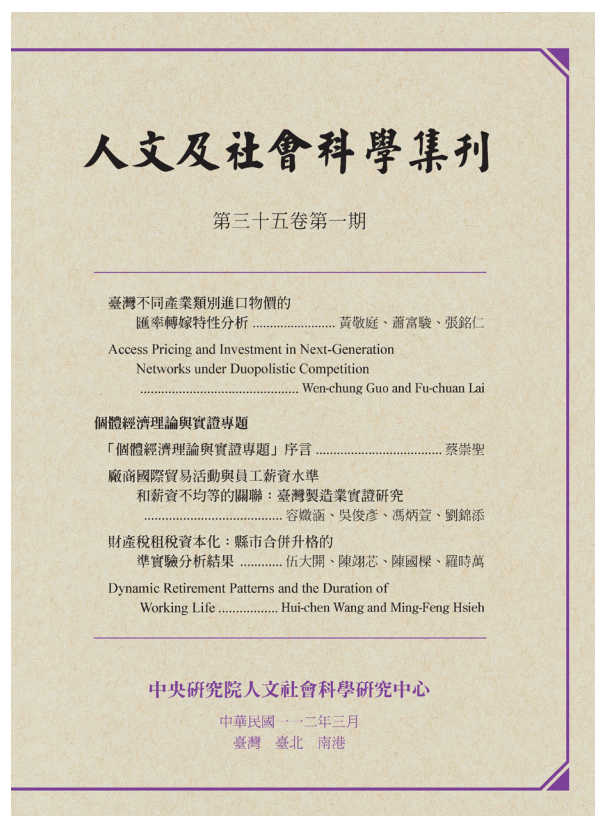 人文及社會科學集刊
第三十五卷第一期
臺灣不同產業類別進口物價的
匯率轉嫁特性分析 ........................ 黃敬庭、蕭富駿、張銘仁
Access Pricing and Investment in Next-Generation
Networks under Duopolistic Competition
............................................. Wen-chung Guo and Fu-chuan Lai
個體經濟理論與實證專題
「個體經濟理論與實證專題」序言 .................................... 蔡崇聖
廠商國際貿易活動與員工薪資水準
和薪資不均等的關聯：臺灣製造業實證研究
........................................ 容嫩涵、吳俊彥、馮炳萱、劉錦添
財產稅租稅資本化：縣市合併升格的
準實驗分析結果 ............ 伍大開、陳翊芯、陳國樑、羅時萬
Dynamic Retirement Patterns and the Duration of
Working Life ................. Hui-chen Wang and Ming-Feng Hsieh
中央研究院人文社會科學研究中心
中華民國一一二年三月
臺灣 臺北 南港